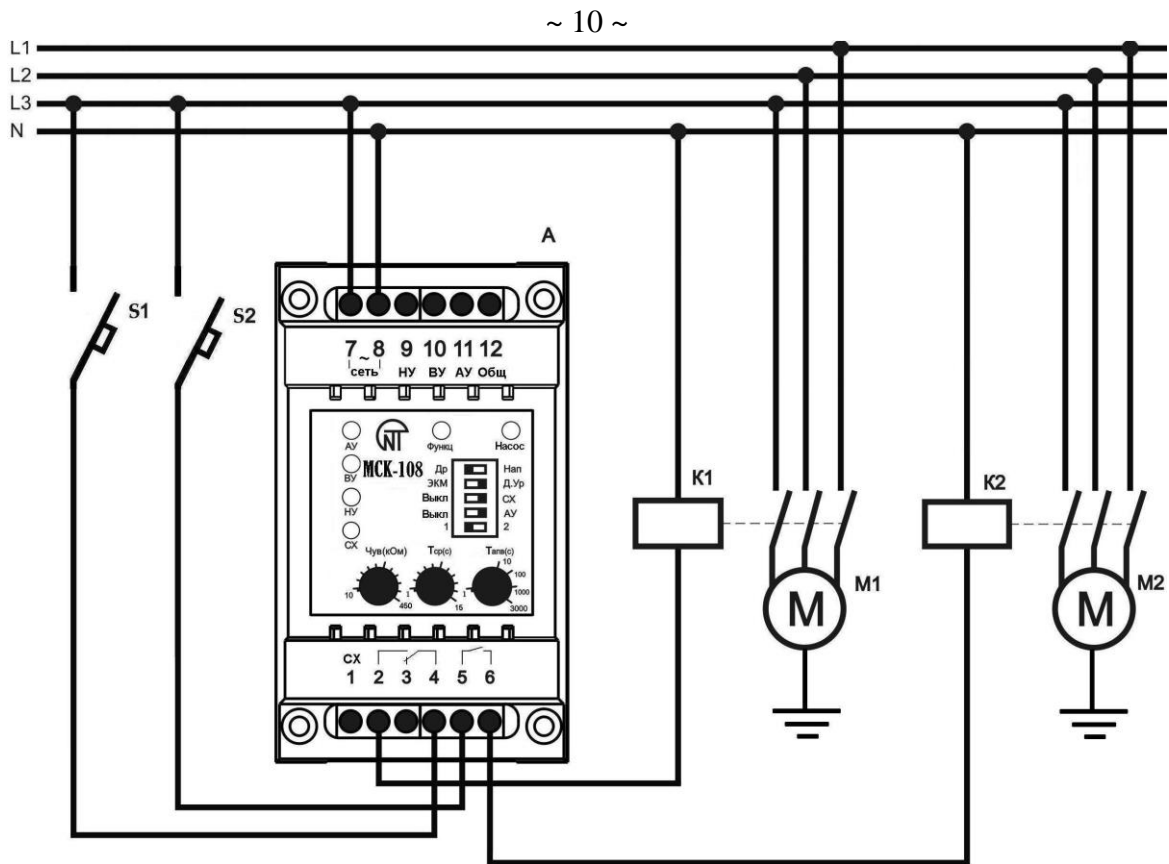 ~ 10 ~
L1
L2
L3
N
A
S1
S2
7 ~ 8 9 10 11 12
сеть НУ ВУ АУ Общ
NT
АУ Функц Насос
МСК-108
ВУ
НУ
СХ
Др Нап
ЭКМ Д.Ур
Выкл СХ
Выкл АУ
1 2
Чув(кОм) Тср(с) Тапв(с)
10 450
1 15
1 10 100 1000 3000
СХ
1 2 3 4 5 6
К1
К2
M
M1
M
M2